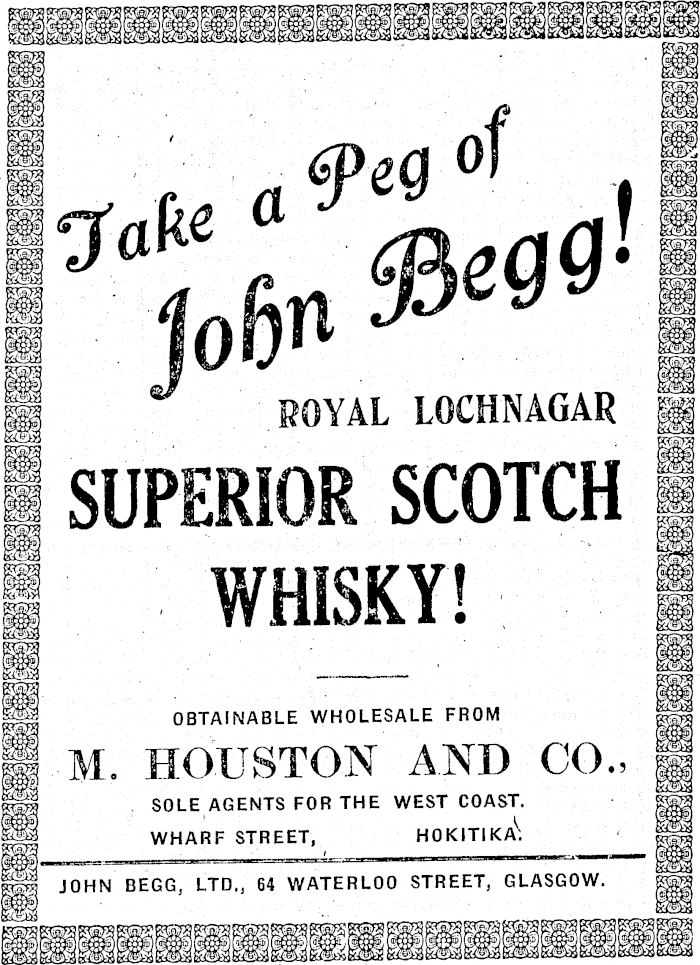 Take a Peg of
John Begg!
ROYAL LOCHNAGAR
SUPERIOR SCOTCH
WHISKY!
OBTAINABLE WHOLESALE FROM
M. HOUSTON AND CO.,
SOLE AGENTS FOR THE WEST COAST.
WHARF STREET, HOKITIKA.
JOHN BEGG, LTD., 64 WATERLOO STREET, GLASGOW.